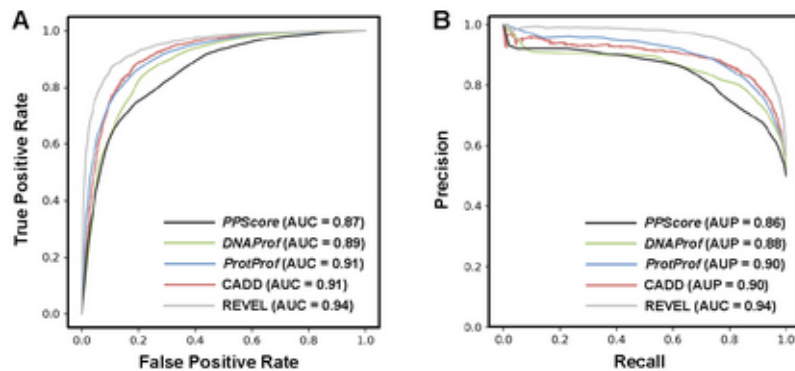 A
True Positive Rate
1.0
0.8
0.6
0.4
0.2
0.0
PPScore (AUC = 0.87)
DNAProf (AUC = 0.89)
ProtProf (AUC = 0.91)
CADD (AUC = 0.91)
REVEL (AUC = 0.94)
0.0 0.2 0.4 0.6 0.8 1.0
False Positive Rate
B
Precision
1.0
0.8
0.6
0.4
0.2
0.0
PPScore (AUP = 0.86)
DNAProf (AUP = 0.88)
ProtProf (AUP = 0.90)
CADD (AUP = 0.90)
REVEL (AUC = 0.94)
0.0 0.2 0.4 0.6 0.8 1.0
Recall